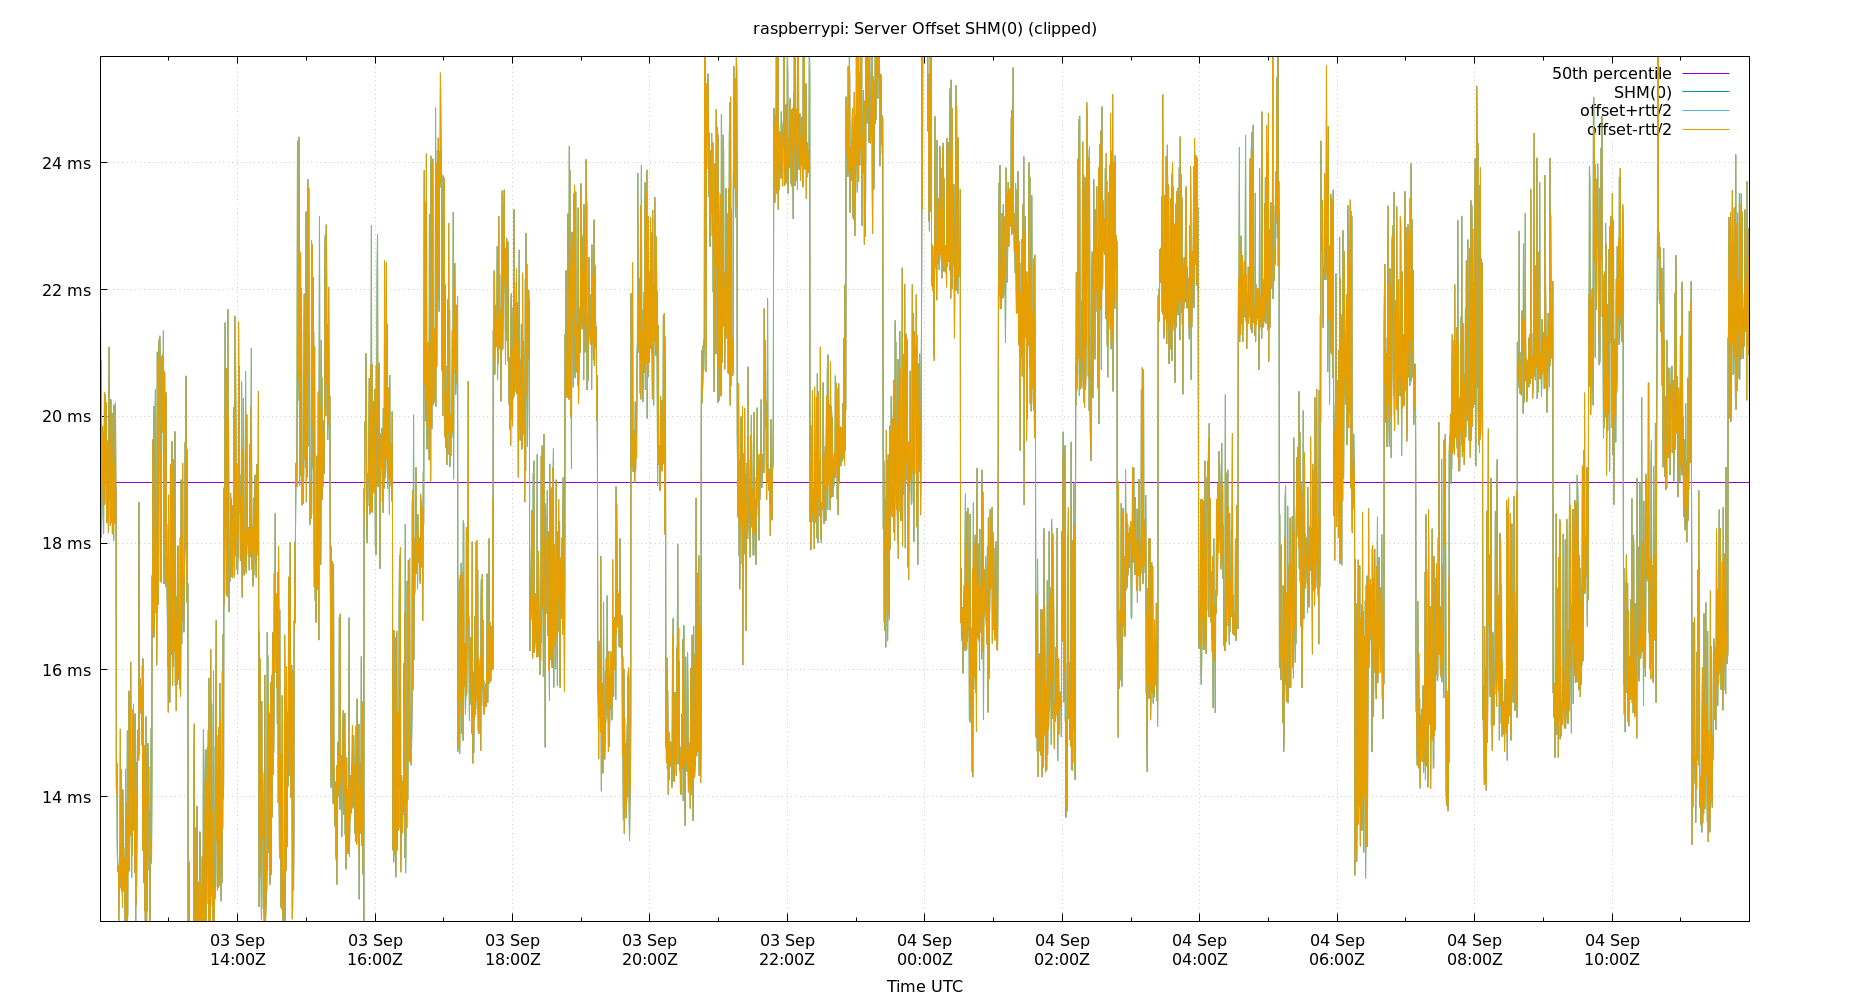 raspberrypi: Server Offset SHM(0) (clipped)
50th percentile
SHM(0)
offset+rtt/2
offset-rtt/2
24 ms
22 ms
20 ms
18 ms
16 ms
14 ms
03 Sep 03 Sep 03 Sep 03 Sep 03 Sep 04 Sep 04 Sep 04 Sep 04 Sep 04 Sep 04 Sep
14:00Z 16:00Z 18:00Z 20:00Z 22:00Z 00:00Z 02:00Z 04:00Z 06:00Z 08:00Z 10:00Z
Time UTC